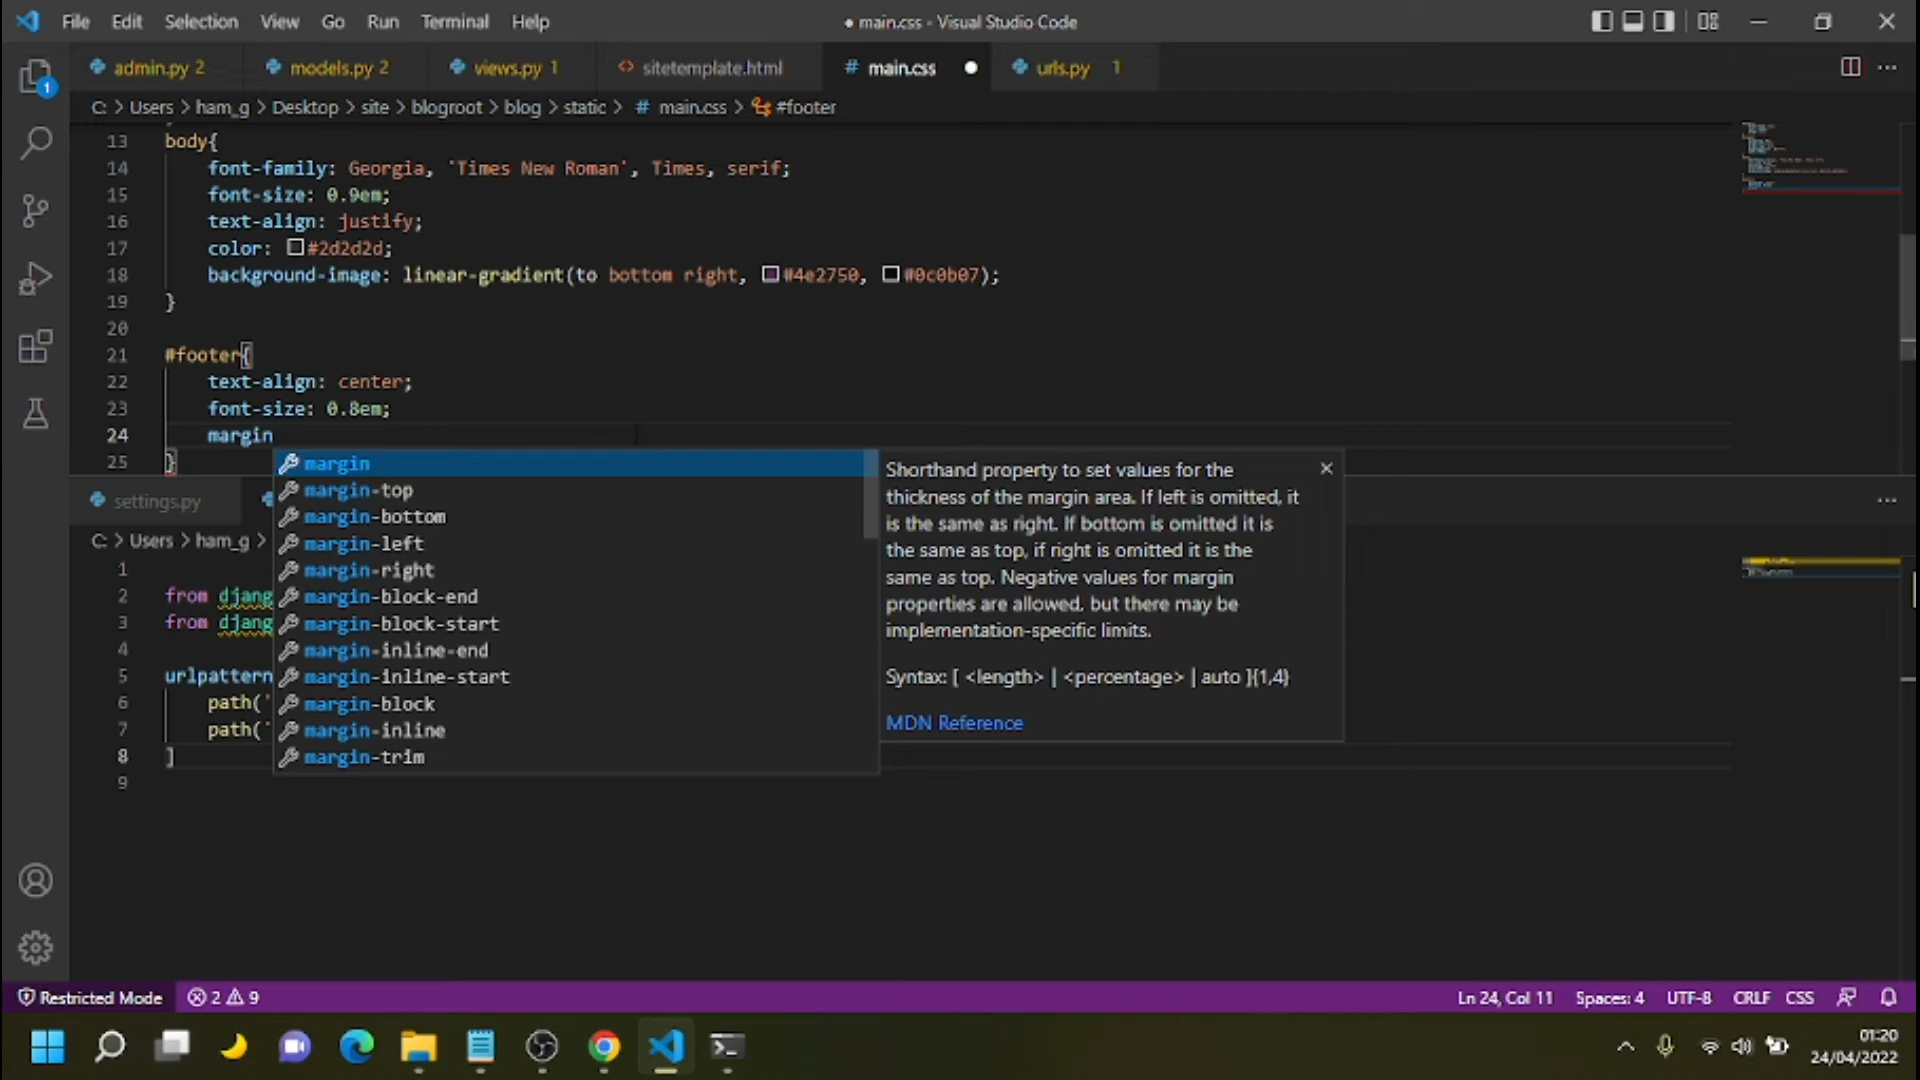 File Edit Selection View Go Run Terminal Help
● main.css - Visual Studio Code
admin.py 2 models.py 2 views.py 1 <> sitetemplate.html # main.css ● urls.py 1
C: > Users > ham_g > Desktop > site > blogroot > blog > static > # main.css > #footer
1
13 body{
14 font-family: Georgia, 'Times New Roman', Times, serif;
15 font-size: 0.9em;
16 text-align: justify;
17 color: #2d2d2d;
18 background-image: linear-gradient(to bottom right, #4e2750, #0c0b07);
19 }
20
21 #footer{
22 text-align: center;
23 font-size: 0.8em;
24 margin
25 }
margin
margin-top
margin-bottom
margin-left
margin-right
margin-block-end
margin-block-start
margin-inline-end
margin-inline-start
margin-block
margin-inline
margin-trim
Shorthand property to set values for the
thickness of the margin area. If left is omitted, it
is the same as right. If bottom is omitted it is
the same as top, if right is omitted it is the
same as top. Negative values for margin
properties are allowed, but there may be
implementation-specific limits.
Syntax: [ <length> | <percentage> | auto ]{1,4}
MDN Reference
settings.py
C: > Users > ham_g >
1
2 from djang
3 from djang
4
5 urlpattern
6 path('
7 path('
8 ]
9
Restricted Mode 2 9
Ln 24, Col 11 Spaces: 4 UTF-8 CRLF CSS
01:20
24/04/2022